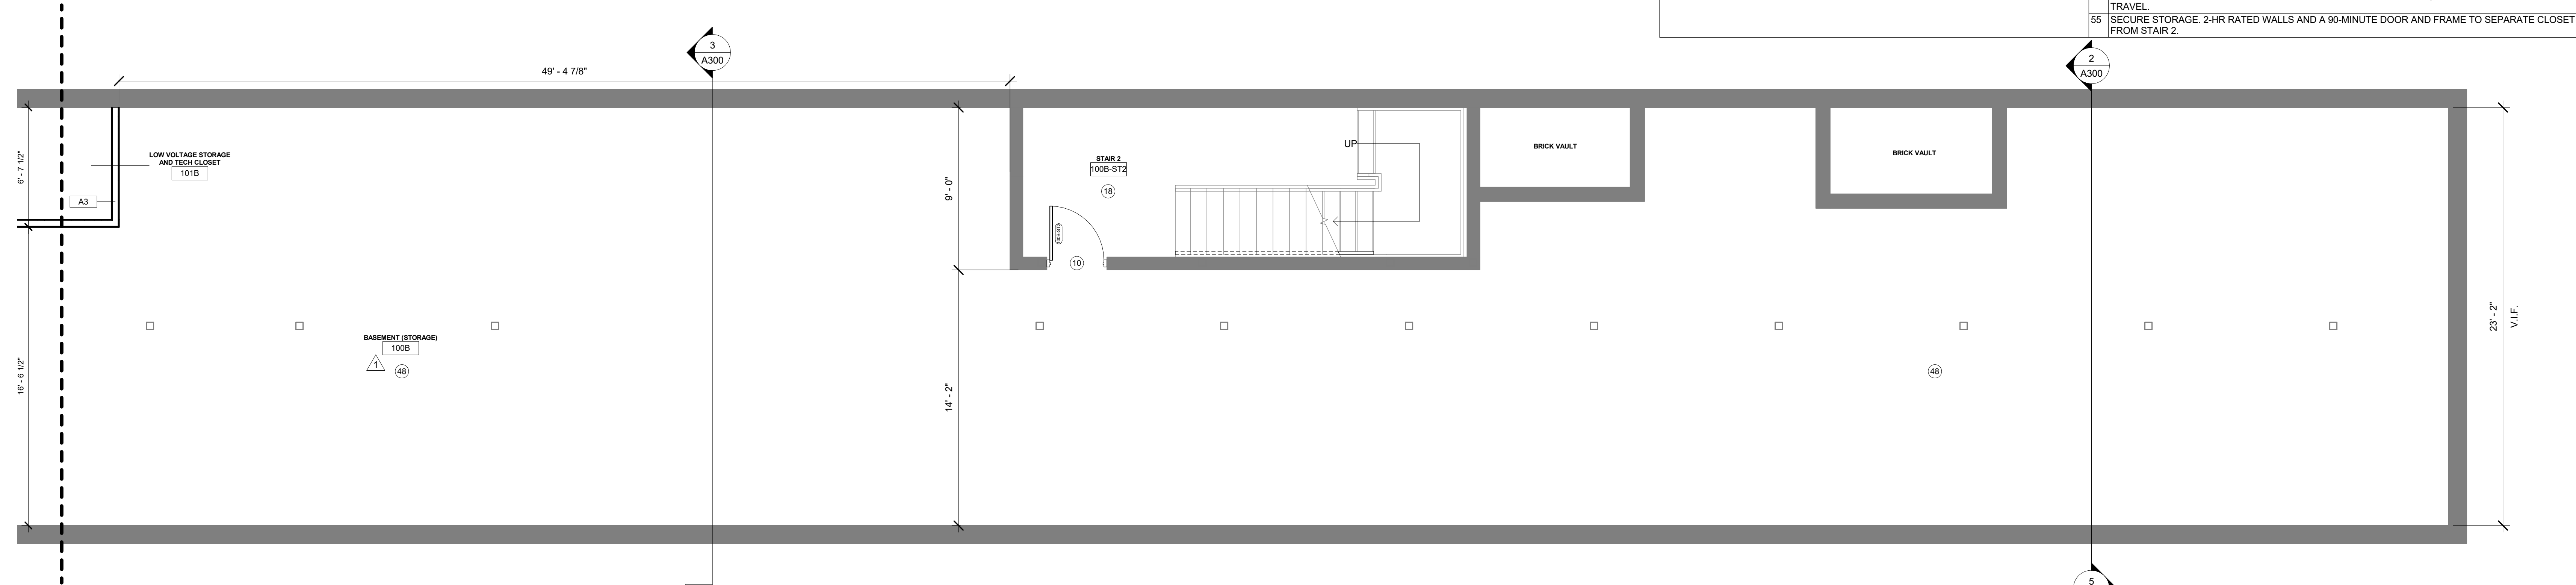 TRAVEL.
55 SECURE STORAGE. 2-HR RATED WALLS AND A 90-MINUTE DOOR AND FRAME TO SEPARATE CLOSET
FROM STAIR 2.
3
A300
2
A300
49' - 4 7/8"
6' - 7 1/2"
LOW VOLTAGE STORAGE
AND TECH CLOSET
101B
A3
STAIR 2
100B-ST2
18
UP
BRICK VAULT
BRICK VAULT
9' - 0"
100B-ST2
10
23' - 2"
V.I.F.
BASEMENT (STORAGE)
100B
1
48
48
16' - 6 1/2"
14' - 2"
5